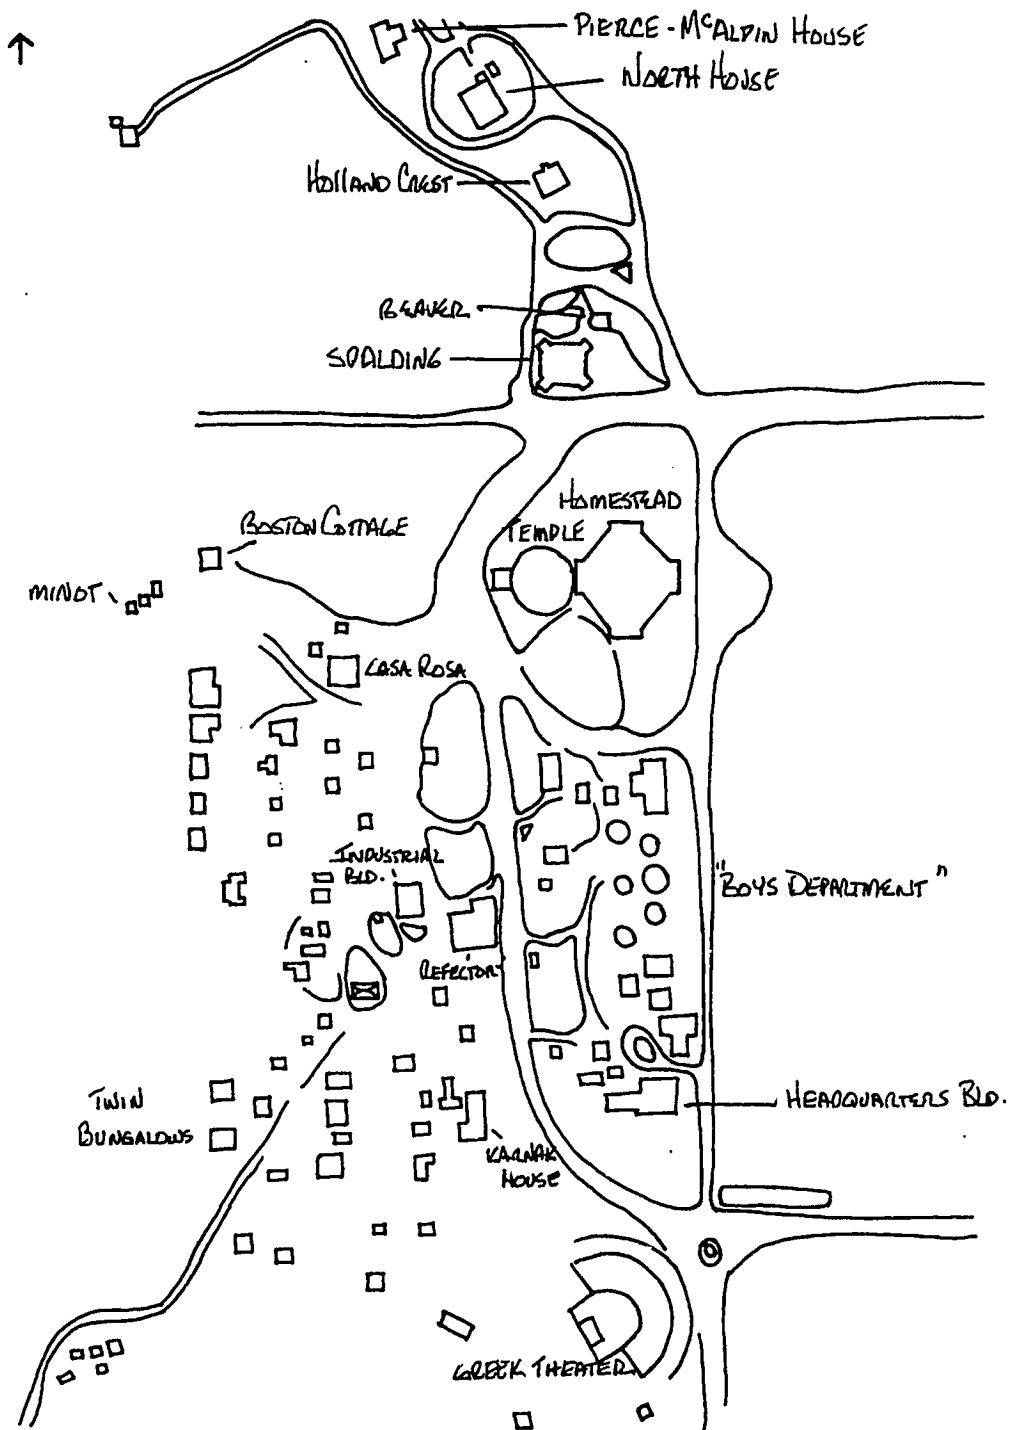 PIERCE-McALPIN HOUSE
NORTH HOUSE
HOLLAND CREST
BEAVER
SPALDING
HOMESTEAD
TEMPLE
BOSTON COTTAGE
MINOT
CASA ROSA
INDUSTRIAL
BLD.
"BOYS DEPARTMENT"
REFECTORY
TWIN
BUNGALOWS
HEADQUARTERS BLD.
KARNAK
HOUSE
GREEK THEATER